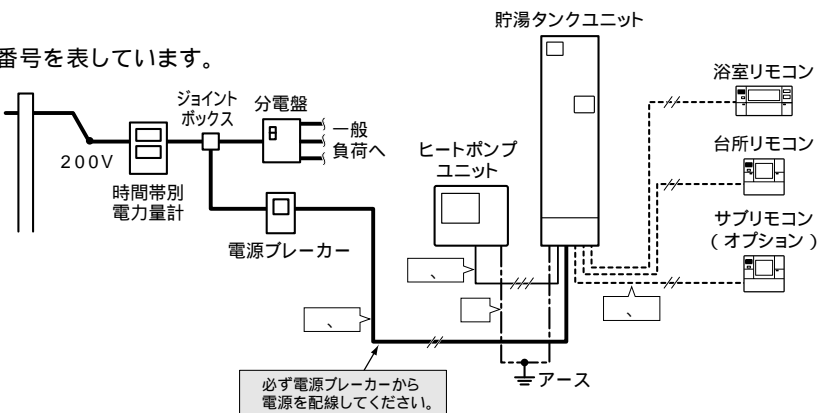 番号を表しています。
貯湯タンクユニット
浴室リモコン
ジョイント
ボックス
分電盤
一般
負荷へ
200V
時間帯別
電力量計
電源ブレーカー
ヒートポンプ
ユニット
台所リモコン
サブリモコン
(オプション)
、
、
、
必ず電源ブレーカーから
電源を配線してください。
アース